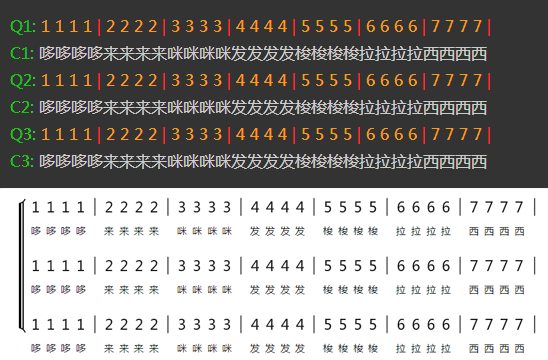 Q1: 1 1 1 1 | 2 2 2 2 | 3 3 3 3 | 4 4 4 4 | 5 5 5 5 | 6 6 6 6 | 7 7 7 7 |
C1: 哆哆哆哆来来来来咪咪咪咪发发发发梭梭梭梭拉拉拉拉西西西西
Q2: 1 1 1 1 | 2 2 2 2 | 3 3 3 3 | 4 4 4 4 | 5 5 5 5 | 6 6 6 6 | 7 7 7 7 |
C2: 哆哆哆哆来来来来咪咪咪咪发发发发梭梭梭梭拉拉拉拉西西西西
Q3: 1 1 1 1 | 2 2 2 2 | 3 3 3 3 | 4 4 4 4 | 5 5 5 5 | 6 6 6 6 | 7 7 7 7 |
C3: 哆哆哆哆来来来来咪咪咪咪发发发发梭梭梭梭拉拉拉拉西西西西
1 1 1 1 | 2 2 2 2 | 3 3 3 3 | 4 4 4 4 | 5 5 5 5 | 6 6 6 6 | 7 7 7 7 |
哆 哆 哆 哆 来 来 来 来 咪 咪 咪 咪 发 发 发 发 梭 梭 梭 梭 拉 拉 拉 拉 西 西 西 西
1 1 1 1 | 2 2 2 2 | 3 3 3 3 | 4 4 4 4 | 5 5 5 5 | 6 6 6 6 | 7 7 7 7 |
哆 哆 哆 哆 来 来 来 来 咪 咪 咪 咪 发 发 发 发 梭 梭 梭 梭 拉 拉 拉 拉 西 西 西 西
1 1 1 1 | 2 2 2 2 | 3 3 3 3 | 4 4 4 4 | 5 5 5 5 | 6 6 6 6 | 7 7 7 7 |
哆 哆 哆 哆 来 来 来 来 咪 咪 咪 咪 发 发 发 发 梭 梭 梭 梭 拉 拉 拉 拉 西 西 西 西